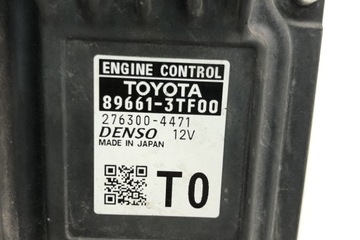 ENGINE CONTROL
TOYOTA
89661-3TF00
276300-4471
DENSO 12V
MADE IN JAPAN
T0